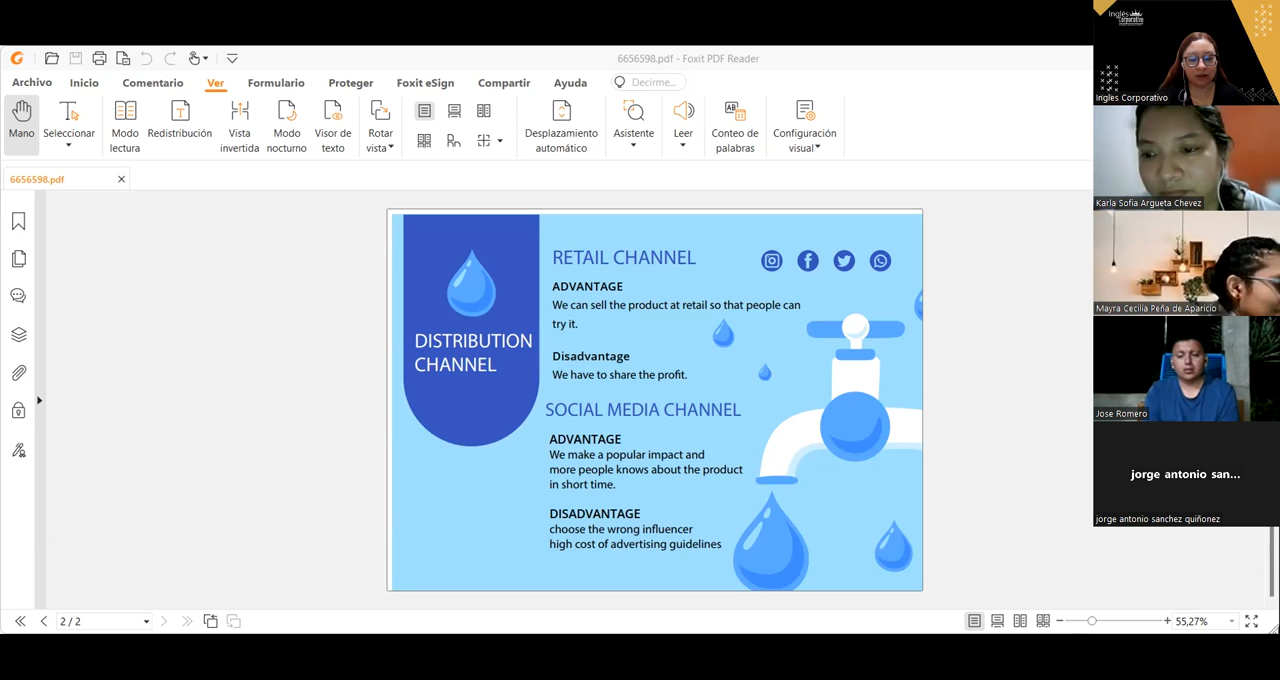 6656598.pdf - Foxit PDF Reader
Archivo Inicio Comentario Ver Formulario Proteger Foxit eSign Compartir Ayuda Decirme...
Mano Seleccionar Modo lectura Redistribución Vista invertida Modo nocturno Visor de texto Rotar vista Desplazamiento automático Asistente Leer Conteo de palabras Configuración visual
6656598.pdf
DISTRIBUTION
CHANNEL
RETAIL CHANNEL
ADVANTAGE
We can sell the product at retail so that people can
try it.
Disadvantage
We have to share the profit.
SOCIAL MEDIA CHANNEL
ADVANTAGE
We make a popular impact and
more people knows about the product
in short time.
DISADVANTAGE
choose the wrong influencer
high cost of advertising guidelines
2 / 2
55,27%
Inglés
Corporativo
Ingles Corporativo
Karla Sofia Argueta Chevez
Mayra Cecilia Peña de Aparicio
Jose Romero
jorge antonio san...
jorge antonio sanchez quiñonez